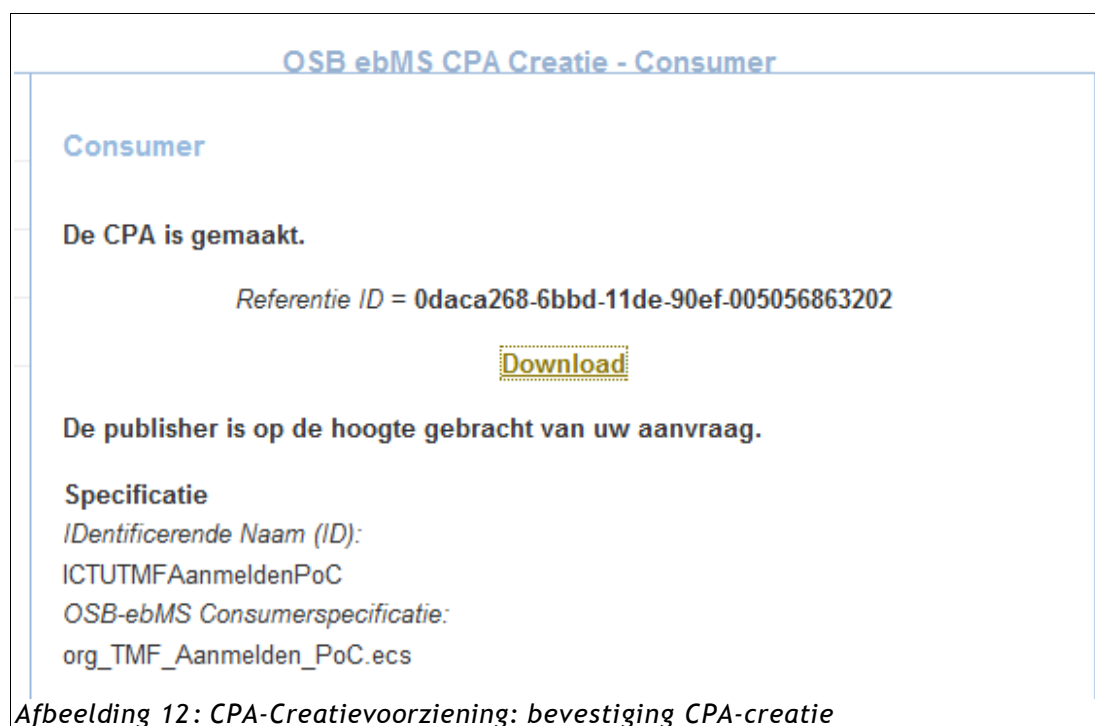 OSB ebMS CPA Creatie - Consumer
Consumer
De CPA is gemaakt.
Referentie ID = 0daca268-6bbd-11de-90ef-005056863202
Download
De publisher is op de hoogte gebracht van uw aanvraag.
Specificatie
IDentificerende Naam (ID):
ICTUTMFAanmeldenPoC
OSB-ebMS Consumerspecificatie:
org_TMF_Aanmelden_PoC.ecs
Afbeelding 12: CPA-Creatievoorziening: bevestiging CPA-creatie